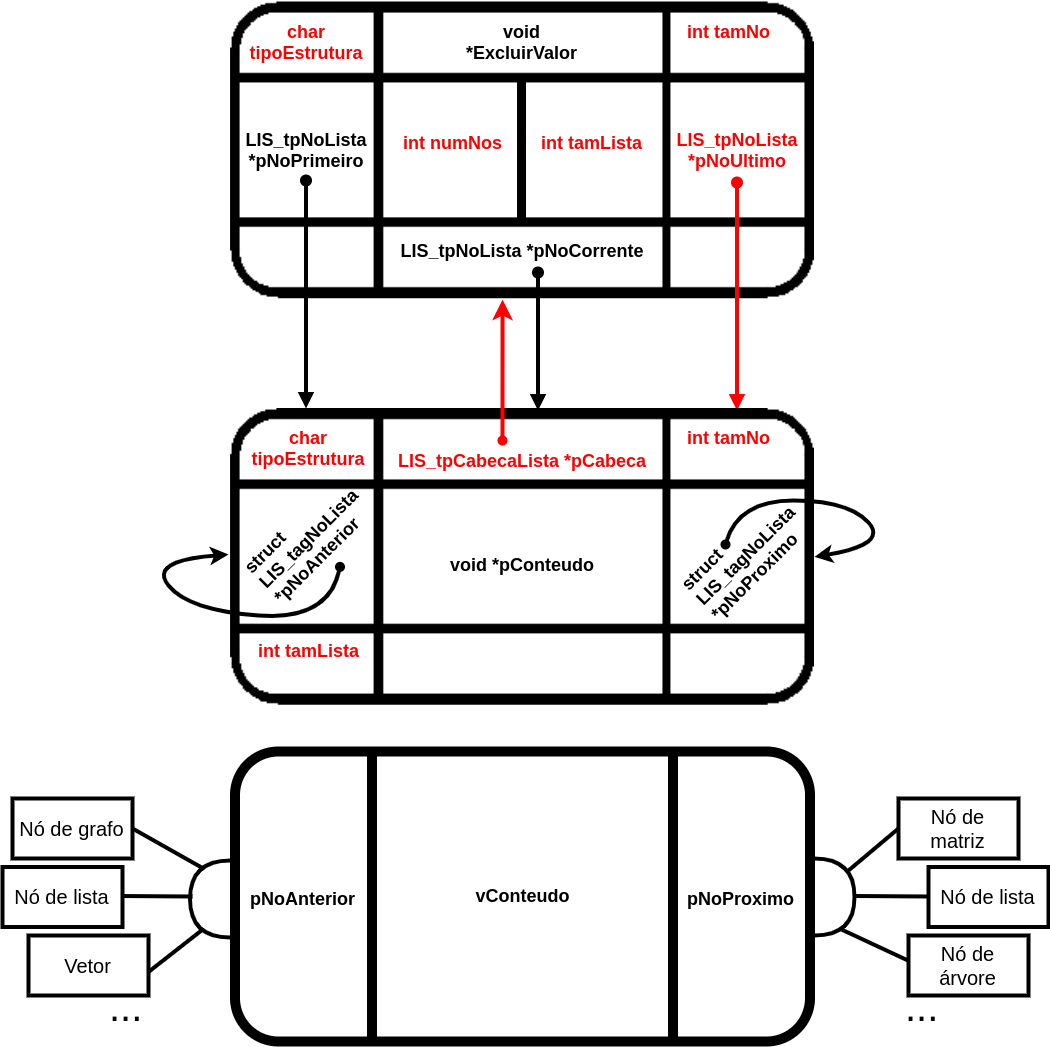 char
tipoEstrutura
void
*ExcluirValor
int tamNo
LIS_tpNoLista
*pNoPrimeiro
int numNos
int tamLista
LIS_tpNoLista
*pNoUltimo
LIS_tpNoLista *pNoCorrente
char
tipoEstrutura
LIS_tpCabecaLista *pCabeca
int tamNo
struct
LIS_tagNoLista
*pNoAnterior
void *pConteudo
struct
LIS_tagNoLista
*pNoProximo
int tamLista
Nó de grafo
Nó de lista
Vetor
...
pNoAnterior
vConteudo
pNoProximo
Nó de
matriz
Nó de lista
Nó de
árvore
...